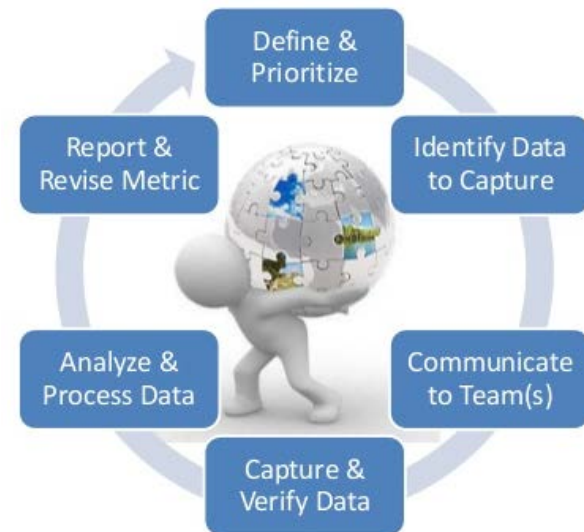 Define &
Prioritize
Identify Data
to Capture
Communicate
to Team(s)
Capture &
Verify Data
Analyze &
Process Data
Report &
Revise Metric